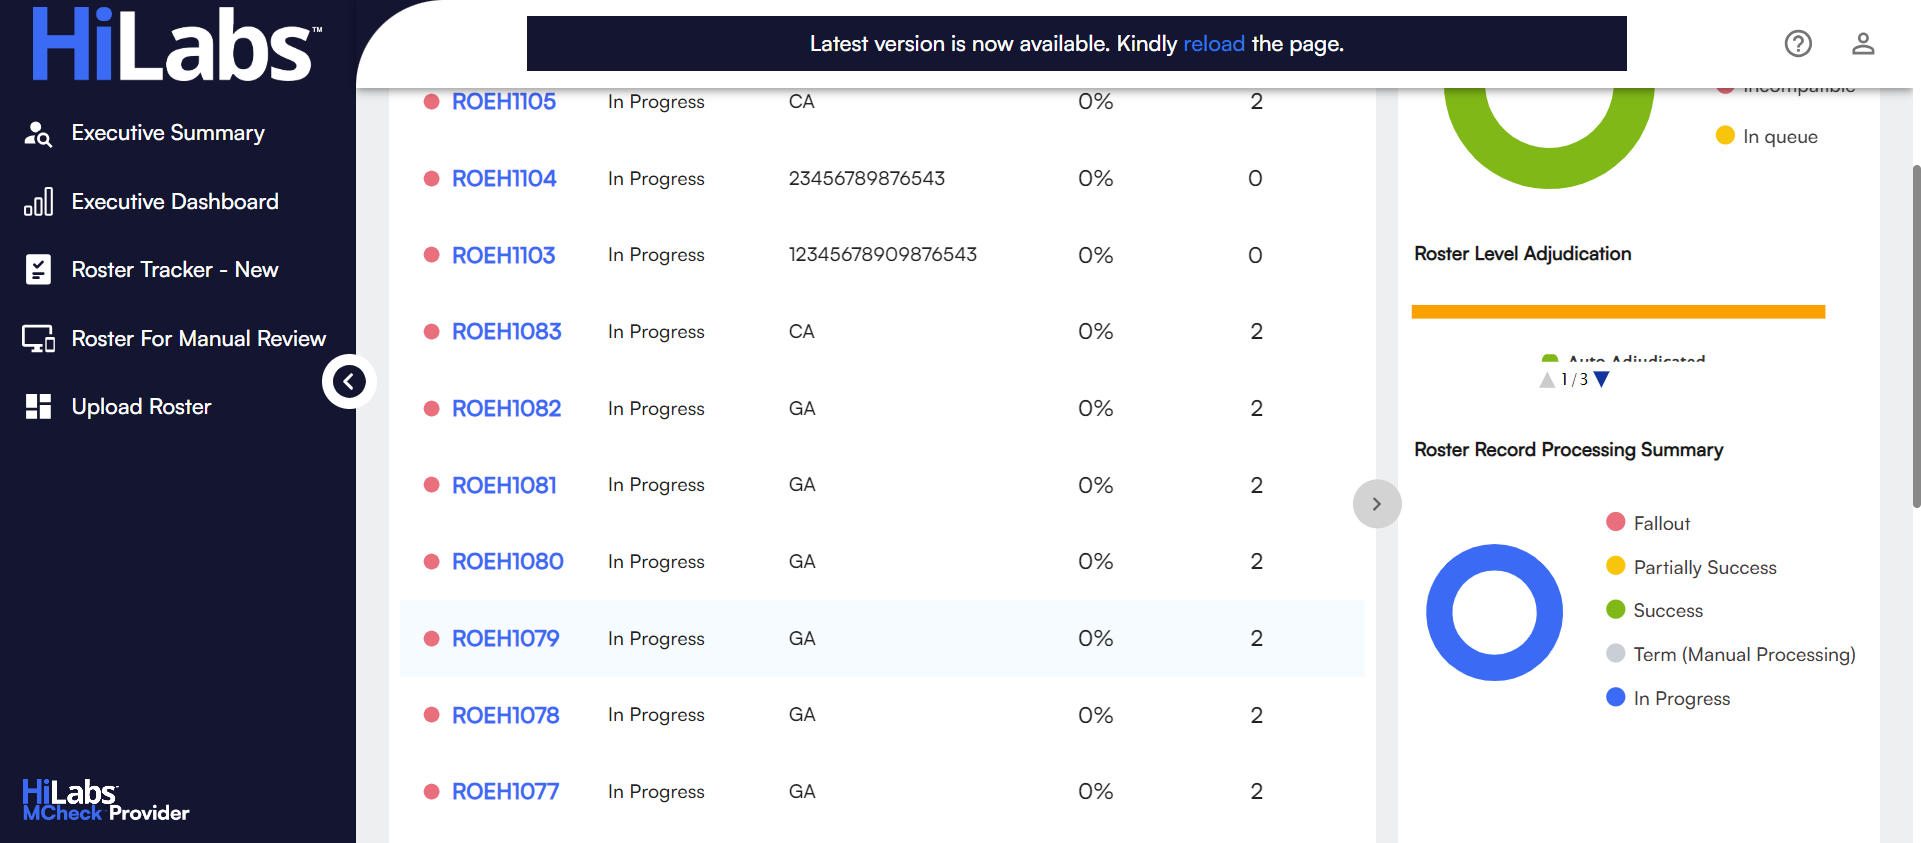 HiLabs™
Latest version is now available. Kindly reload the page.
Executive Summary
Executive Dashboard
Roster Tracker - New
Roster For Manual Review
Upload Roster
HiLabs
MCheck Provider
ROEH1105 In Progress CA 0% 2
ROEH1104 In Progress 23456789876543 0% 0
ROEH1103 In Progress 12345678909876543 0% 0
ROEH1083 In Progress CA 0% 2
ROEH1082 In Progress GA 0% 2
ROEH1081 In Progress GA 0% 2
ROEH1080 In Progress GA 0% 2
ROEH1079 In Progress GA 0% 2
ROEH1078 In Progress GA 0% 2
ROEH1077 In Progress GA 0% 2
Incompatible
In queue
Roster Level Adjudication
Auto Adjudicated
1/3
Roster Record Processing Summary
Fallout
Partially Success
Success
Term (Manual Processing)
In Progress